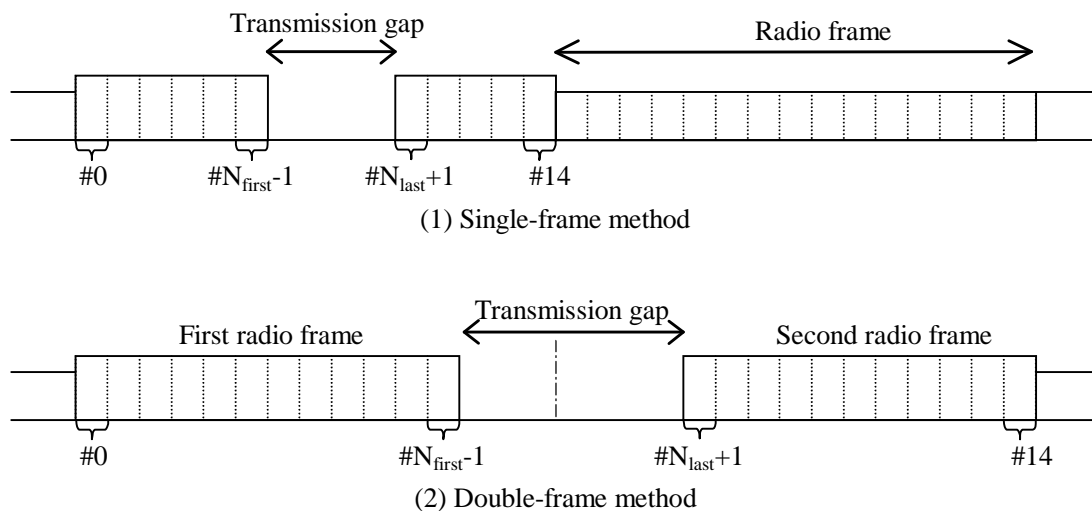 Transmission gap
Radio frame
#0 #N_first-1 #N_last+1 #14
(1) Single-frame method
Transmission gap
First radio frame Second radio frame
#0 #N_first-1 #N_last+1 #14
(2) Double-frame method